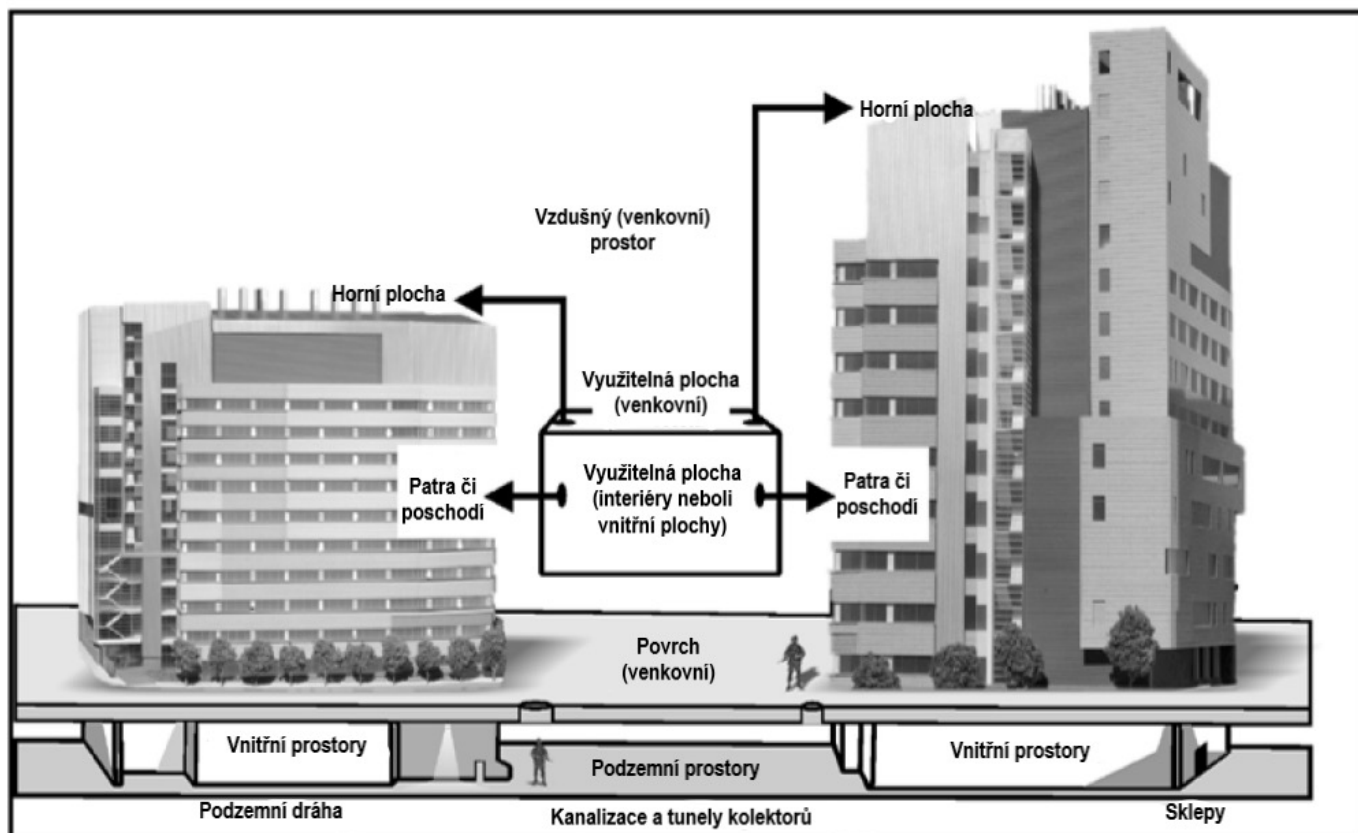 Horní plocha
Vzdušný (venkovní)
prostor
Horní plocha
Využitelná plocha
(venkovní)
Patra či
poschodí
Využitelná plocha
(interiéry neboli
vnitřní plochy)
Patra či
poschodí
Povrch
(venkovní)
Vnitřní prostory
Podzemní prostory
Vnitřní prostory
Podzemní dráha
Kanalizace a tunely kolektorů
Sklepy